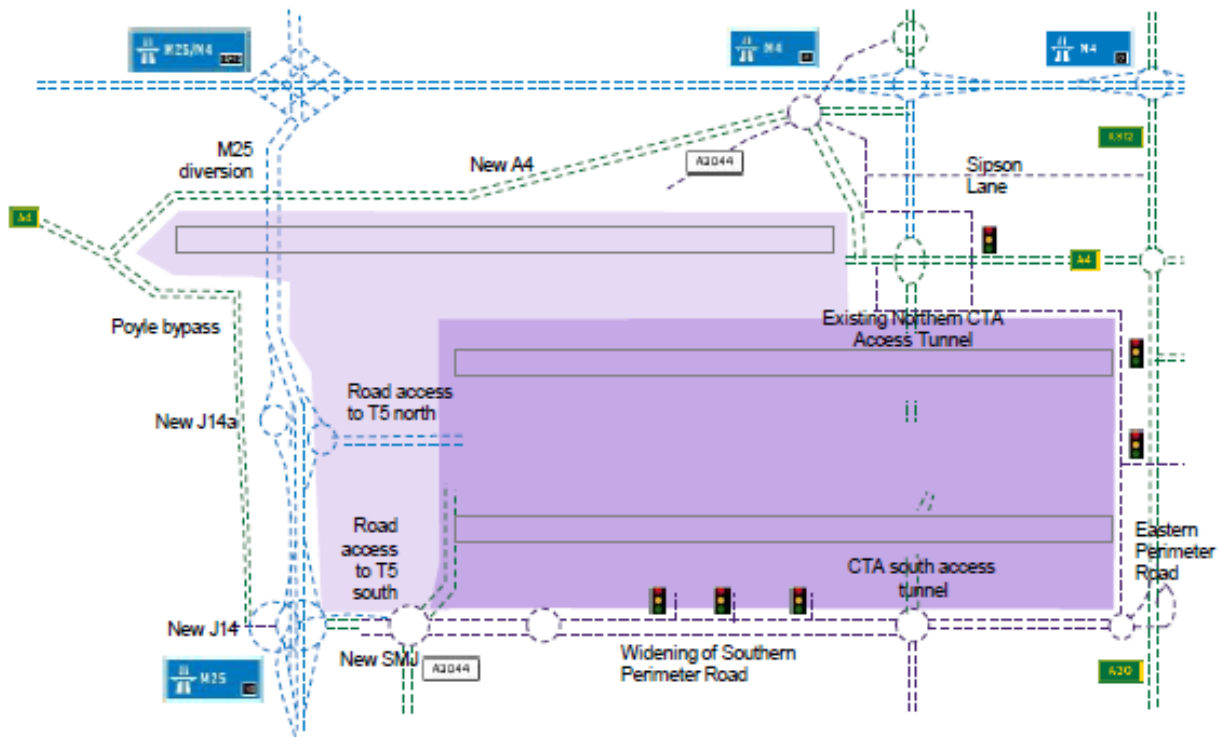 M25/M4
M4
M4
A312
M25
diversion
New A4
A3044
Sipson
Lane
A4
A4
Poyle bypass
Existing Northern CTA
Access Tunnel
Road access
to T5 north
New J14a
Road
access
to T5
south
CTA south access
tunnel
Eastern
Perimeter
Road
New J14
New SMJ
A3044
Widening of Southern
Perimeter Road
M25
A30